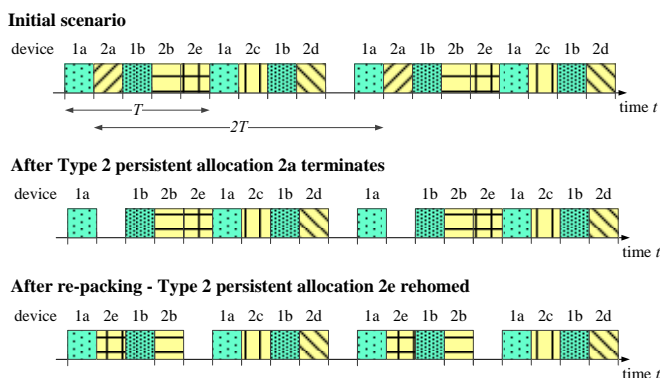 Initial scenario
device 1a 2a 1b 2b 2e 1a 2c 1b 2d 1a 2a 1b 2b 2e 1a 2c 1b 2d
time t
T
2T
After Type 2 persistent allocation 2a terminates
device 1a 1b 2b 2e 1a 2c 1b 2d 1a 1b 2b 2e 1a 2c 1b 2d
time t
After re-packing - Type 2 persistent allocation 2e rehomed
device 1a 2e 1b 2b 1a 2c 1b 2d 1a 2e 1b 2b 1a 2c 1b 2d
time t